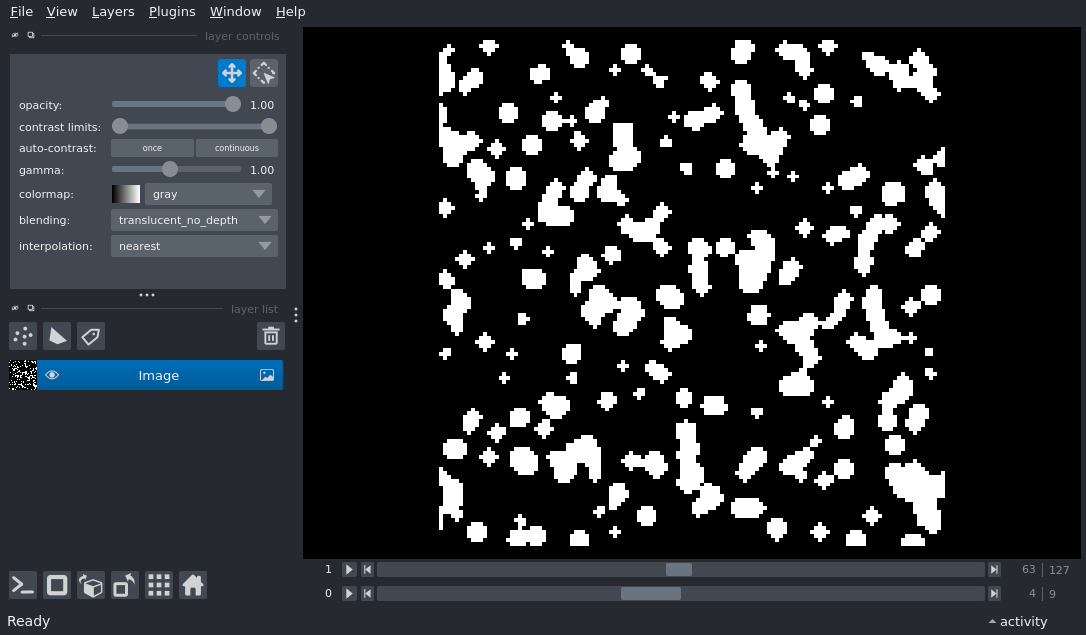 File View Layers Plugins Window Help
layer controls
opacity: 1.00
contrast limits:
auto-contrast: once continuous
gamma: 1.00
colormap: gray
blending: translucent_no_depth
interpolation: nearest
layer list
Image
1 63 127
0 4 9
Ready activity